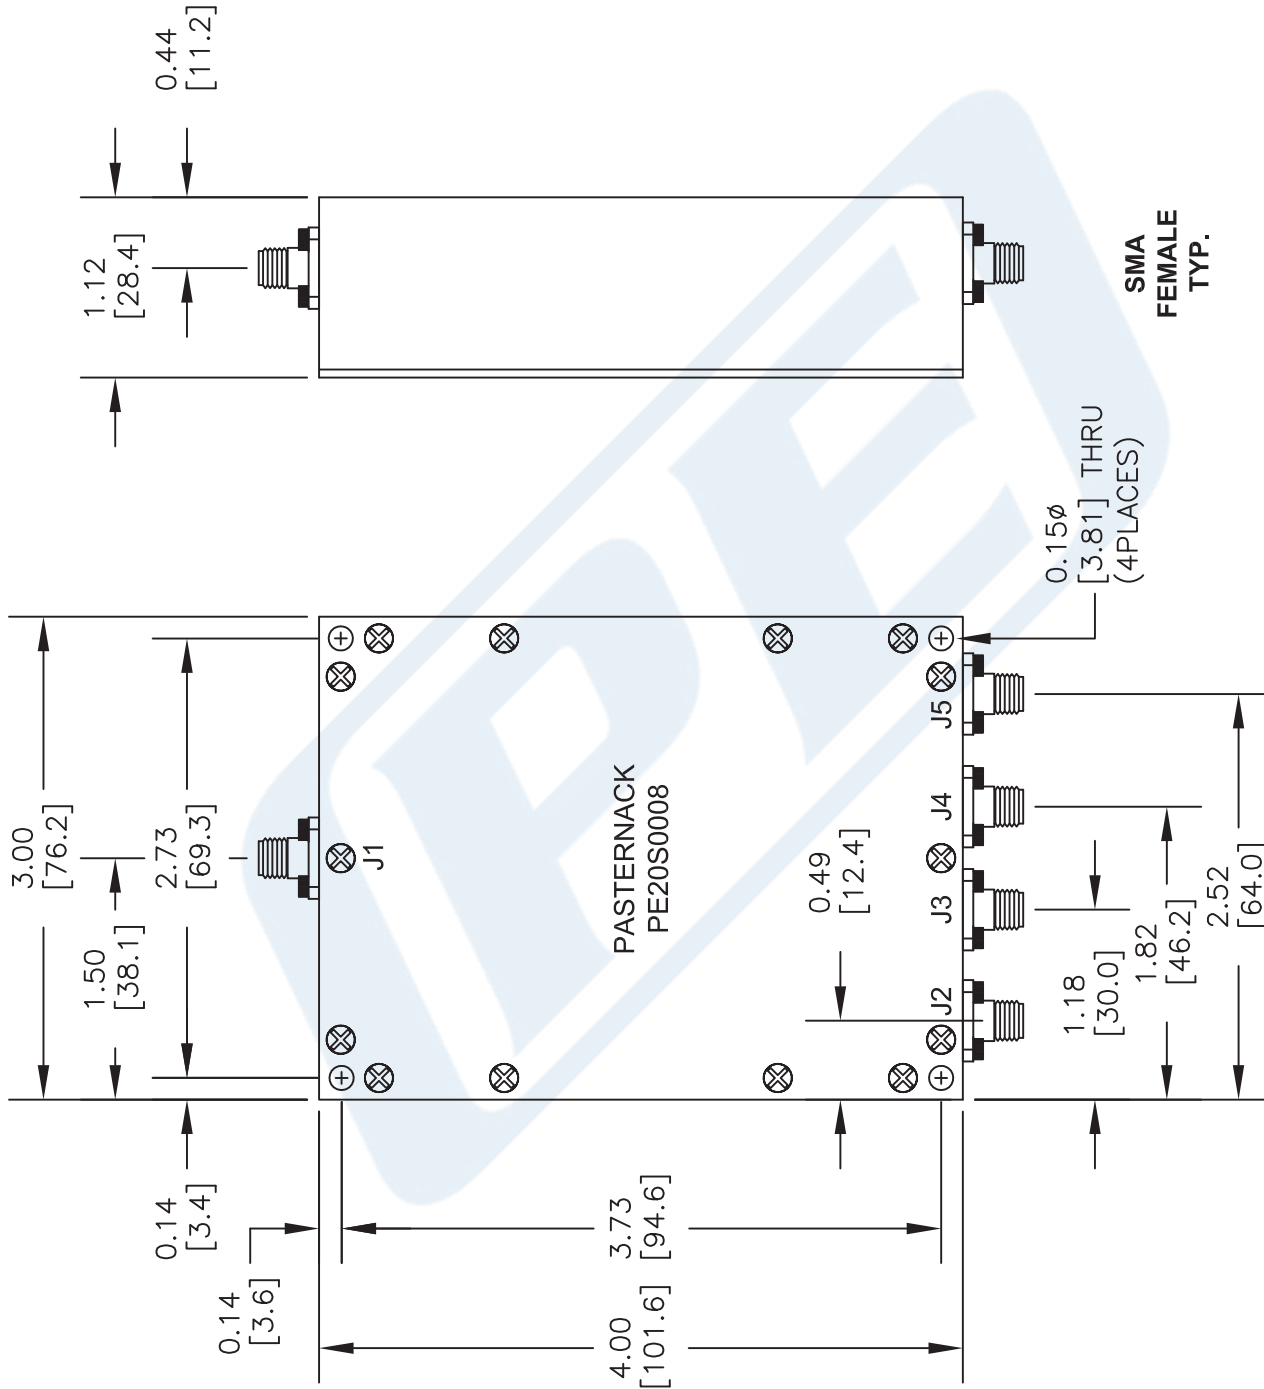 0.44
[11.2]
1.12
[28.4]
3.00
[76.2]
2.73
[69.3]
1.50
[38.1]
0.14
[3.4]
0.14
[3.6]
J1
PASTERNACK
PE20S0008
0.49
[12.4]
J2
J3
J4
J5
3.73
[94.6]
4.00
[101.6]
1.18
[30.0]
1.82
[46.2]
2.52
[64.0]
0.15ø
[3.81] THRU
(4PLACES)
SMA
FEMALE
TYP.
PE